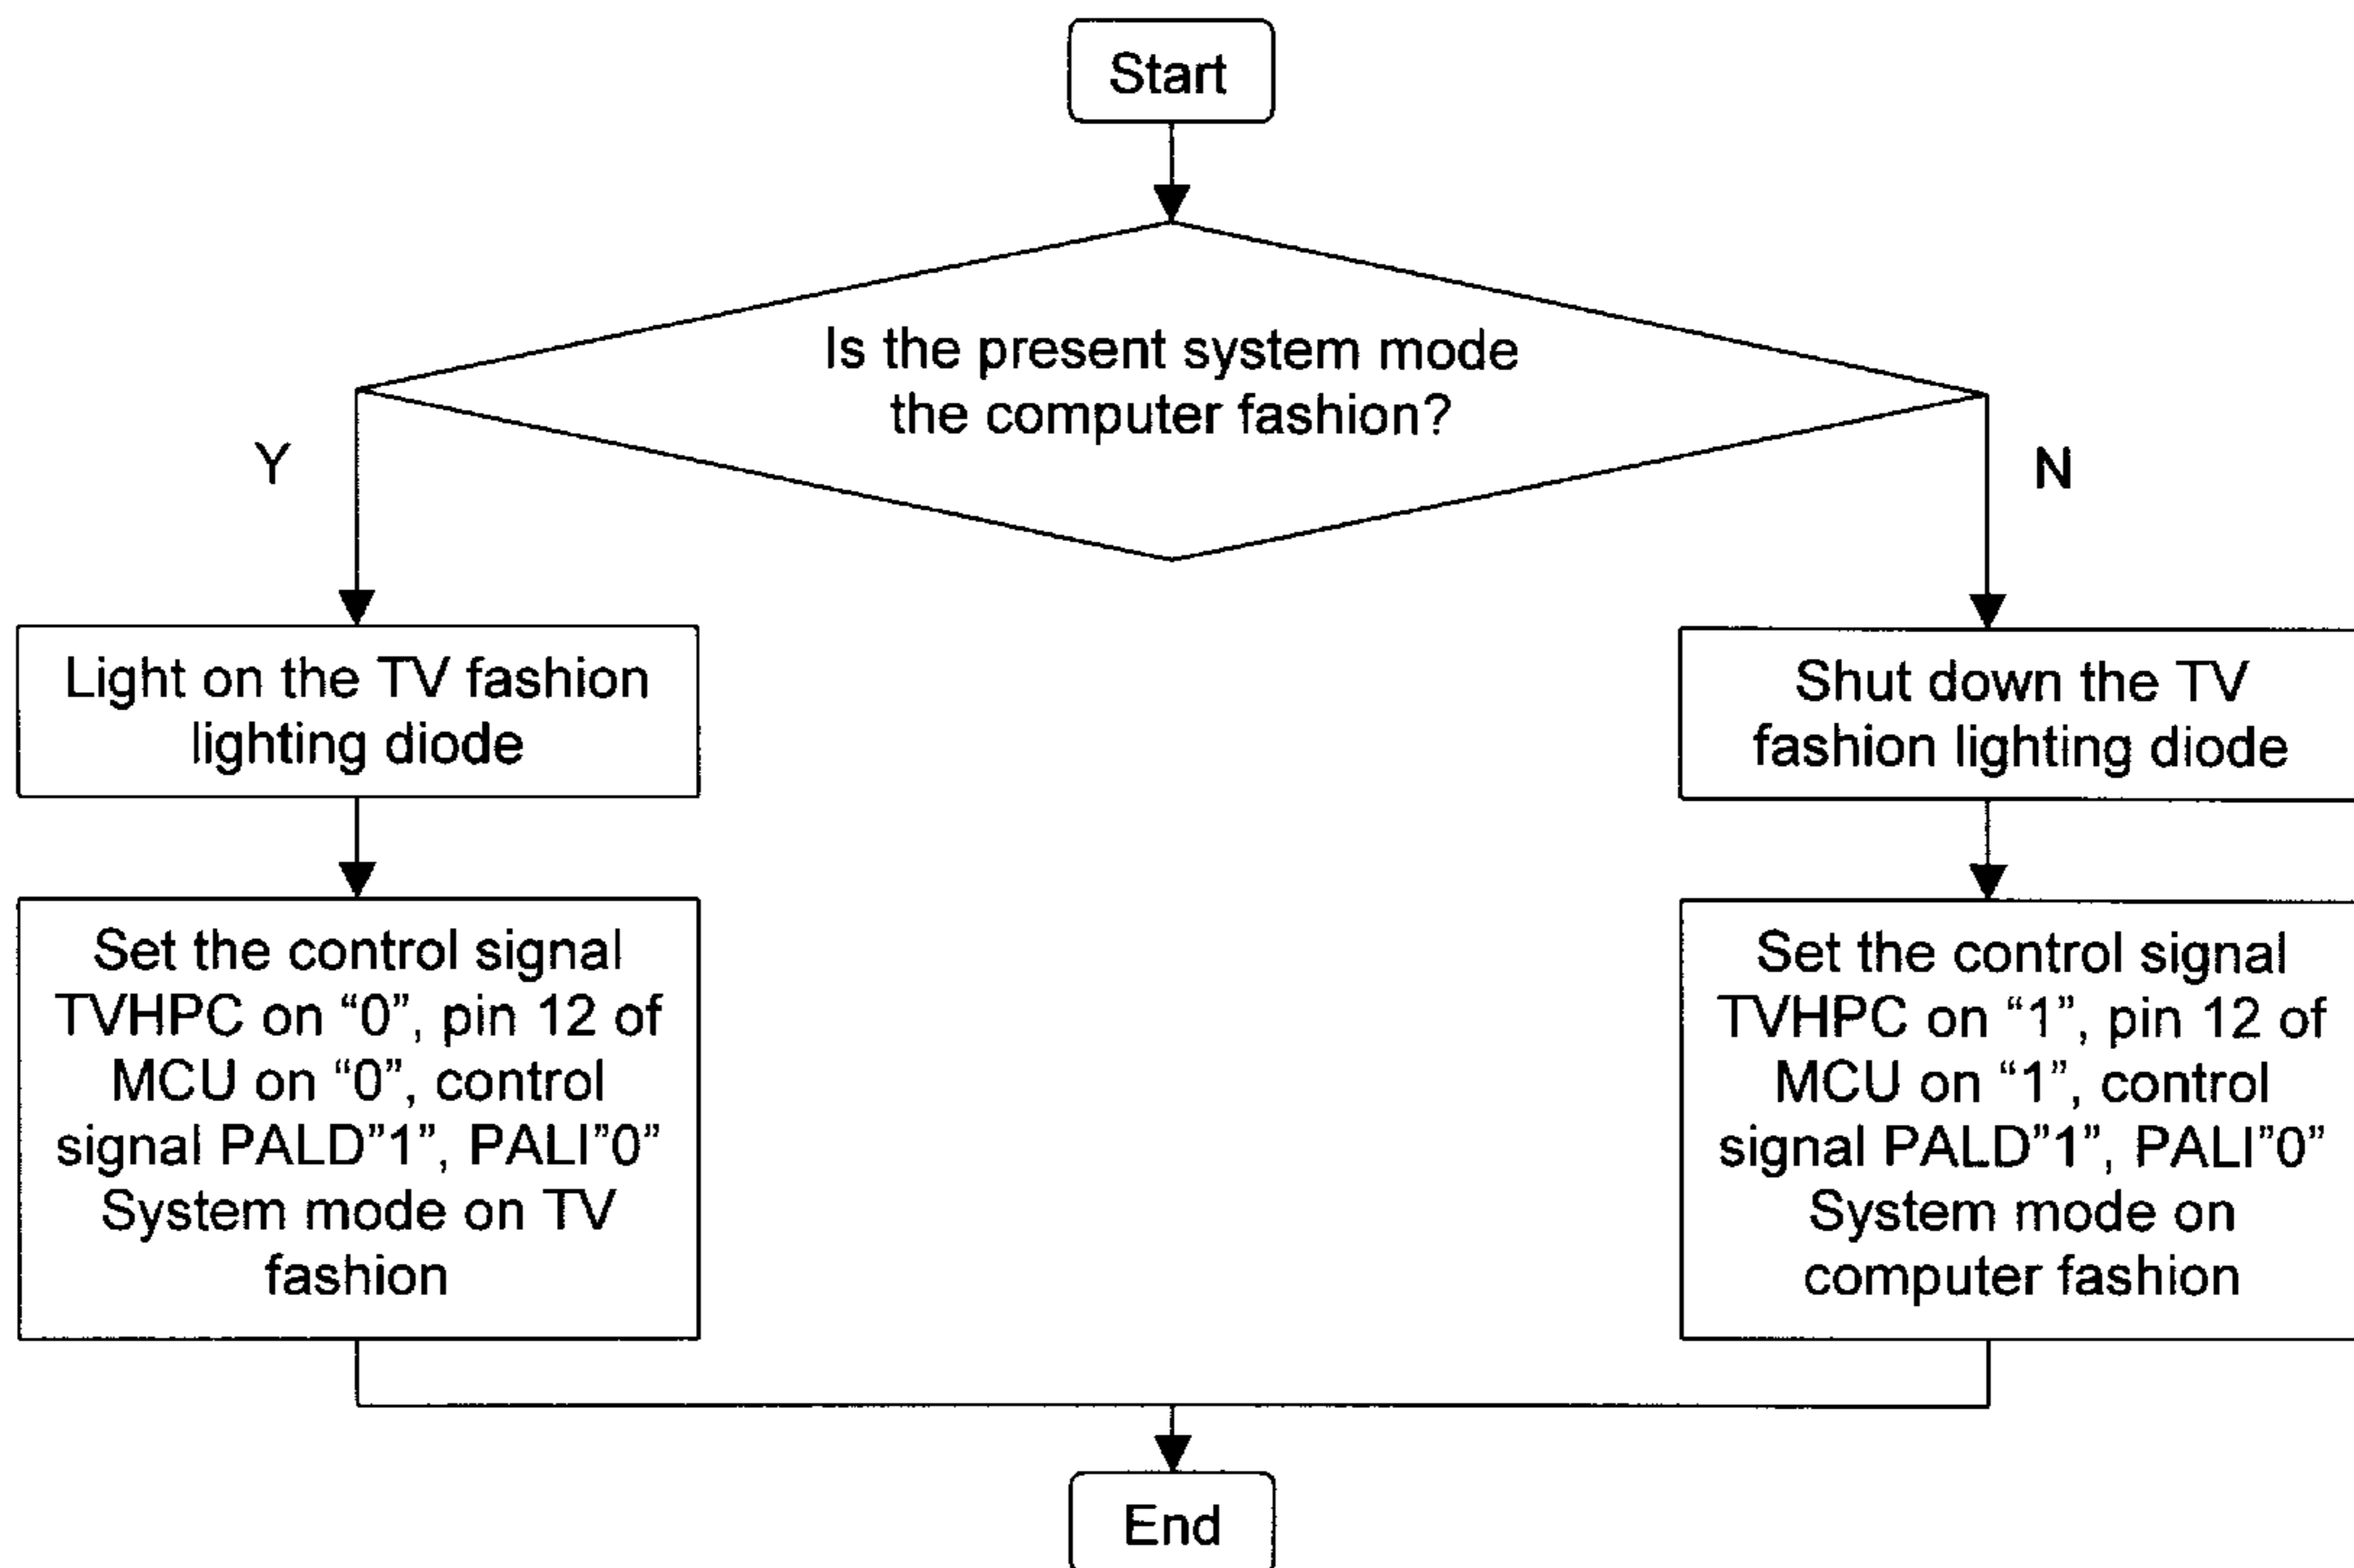 Start
Is the present system mode
the computer fashion?
Y
N
Light on the TV fashion
lighting diode
Shut down the TV
fashion lighting diode
Set the control signal
TVHPC on “0”, pin 12 of
MCU on “0”, control
signal PALD”1”, PALI”0”
System mode on TV
fashion
Set the control signal
TVHPC on “1”, pin 12 of
MCU on “1”, control
signal PALD”1”, PALI”0”
System mode on
computer fashion
End